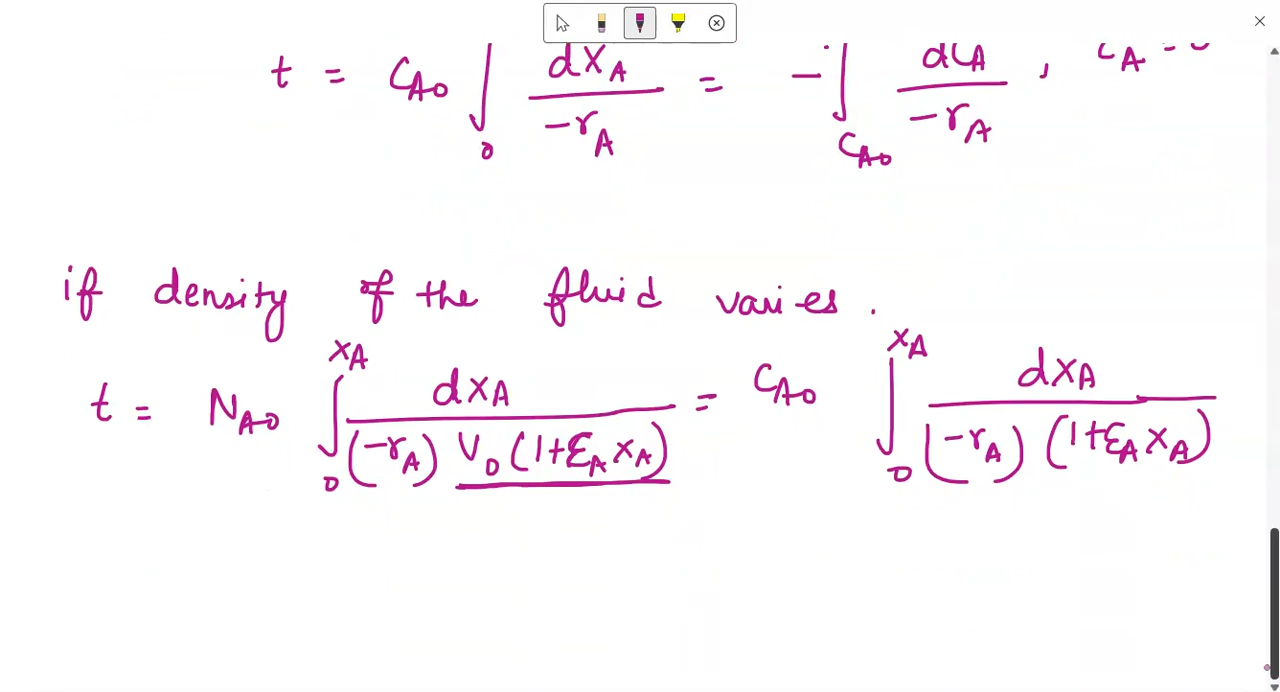 t = C_A0 ∫_0 dX_A / -r_A = - ∫_C_A0 dC_A / -r_A ,
if density of the fluid varies .
t = N_A0 ∫_0^X_A dX_A / (-r_A) V_0 (1+ε_A X_A) = C_A0 ∫_0^X_A dX_A / (-r_A) (1+ε_A X_A)